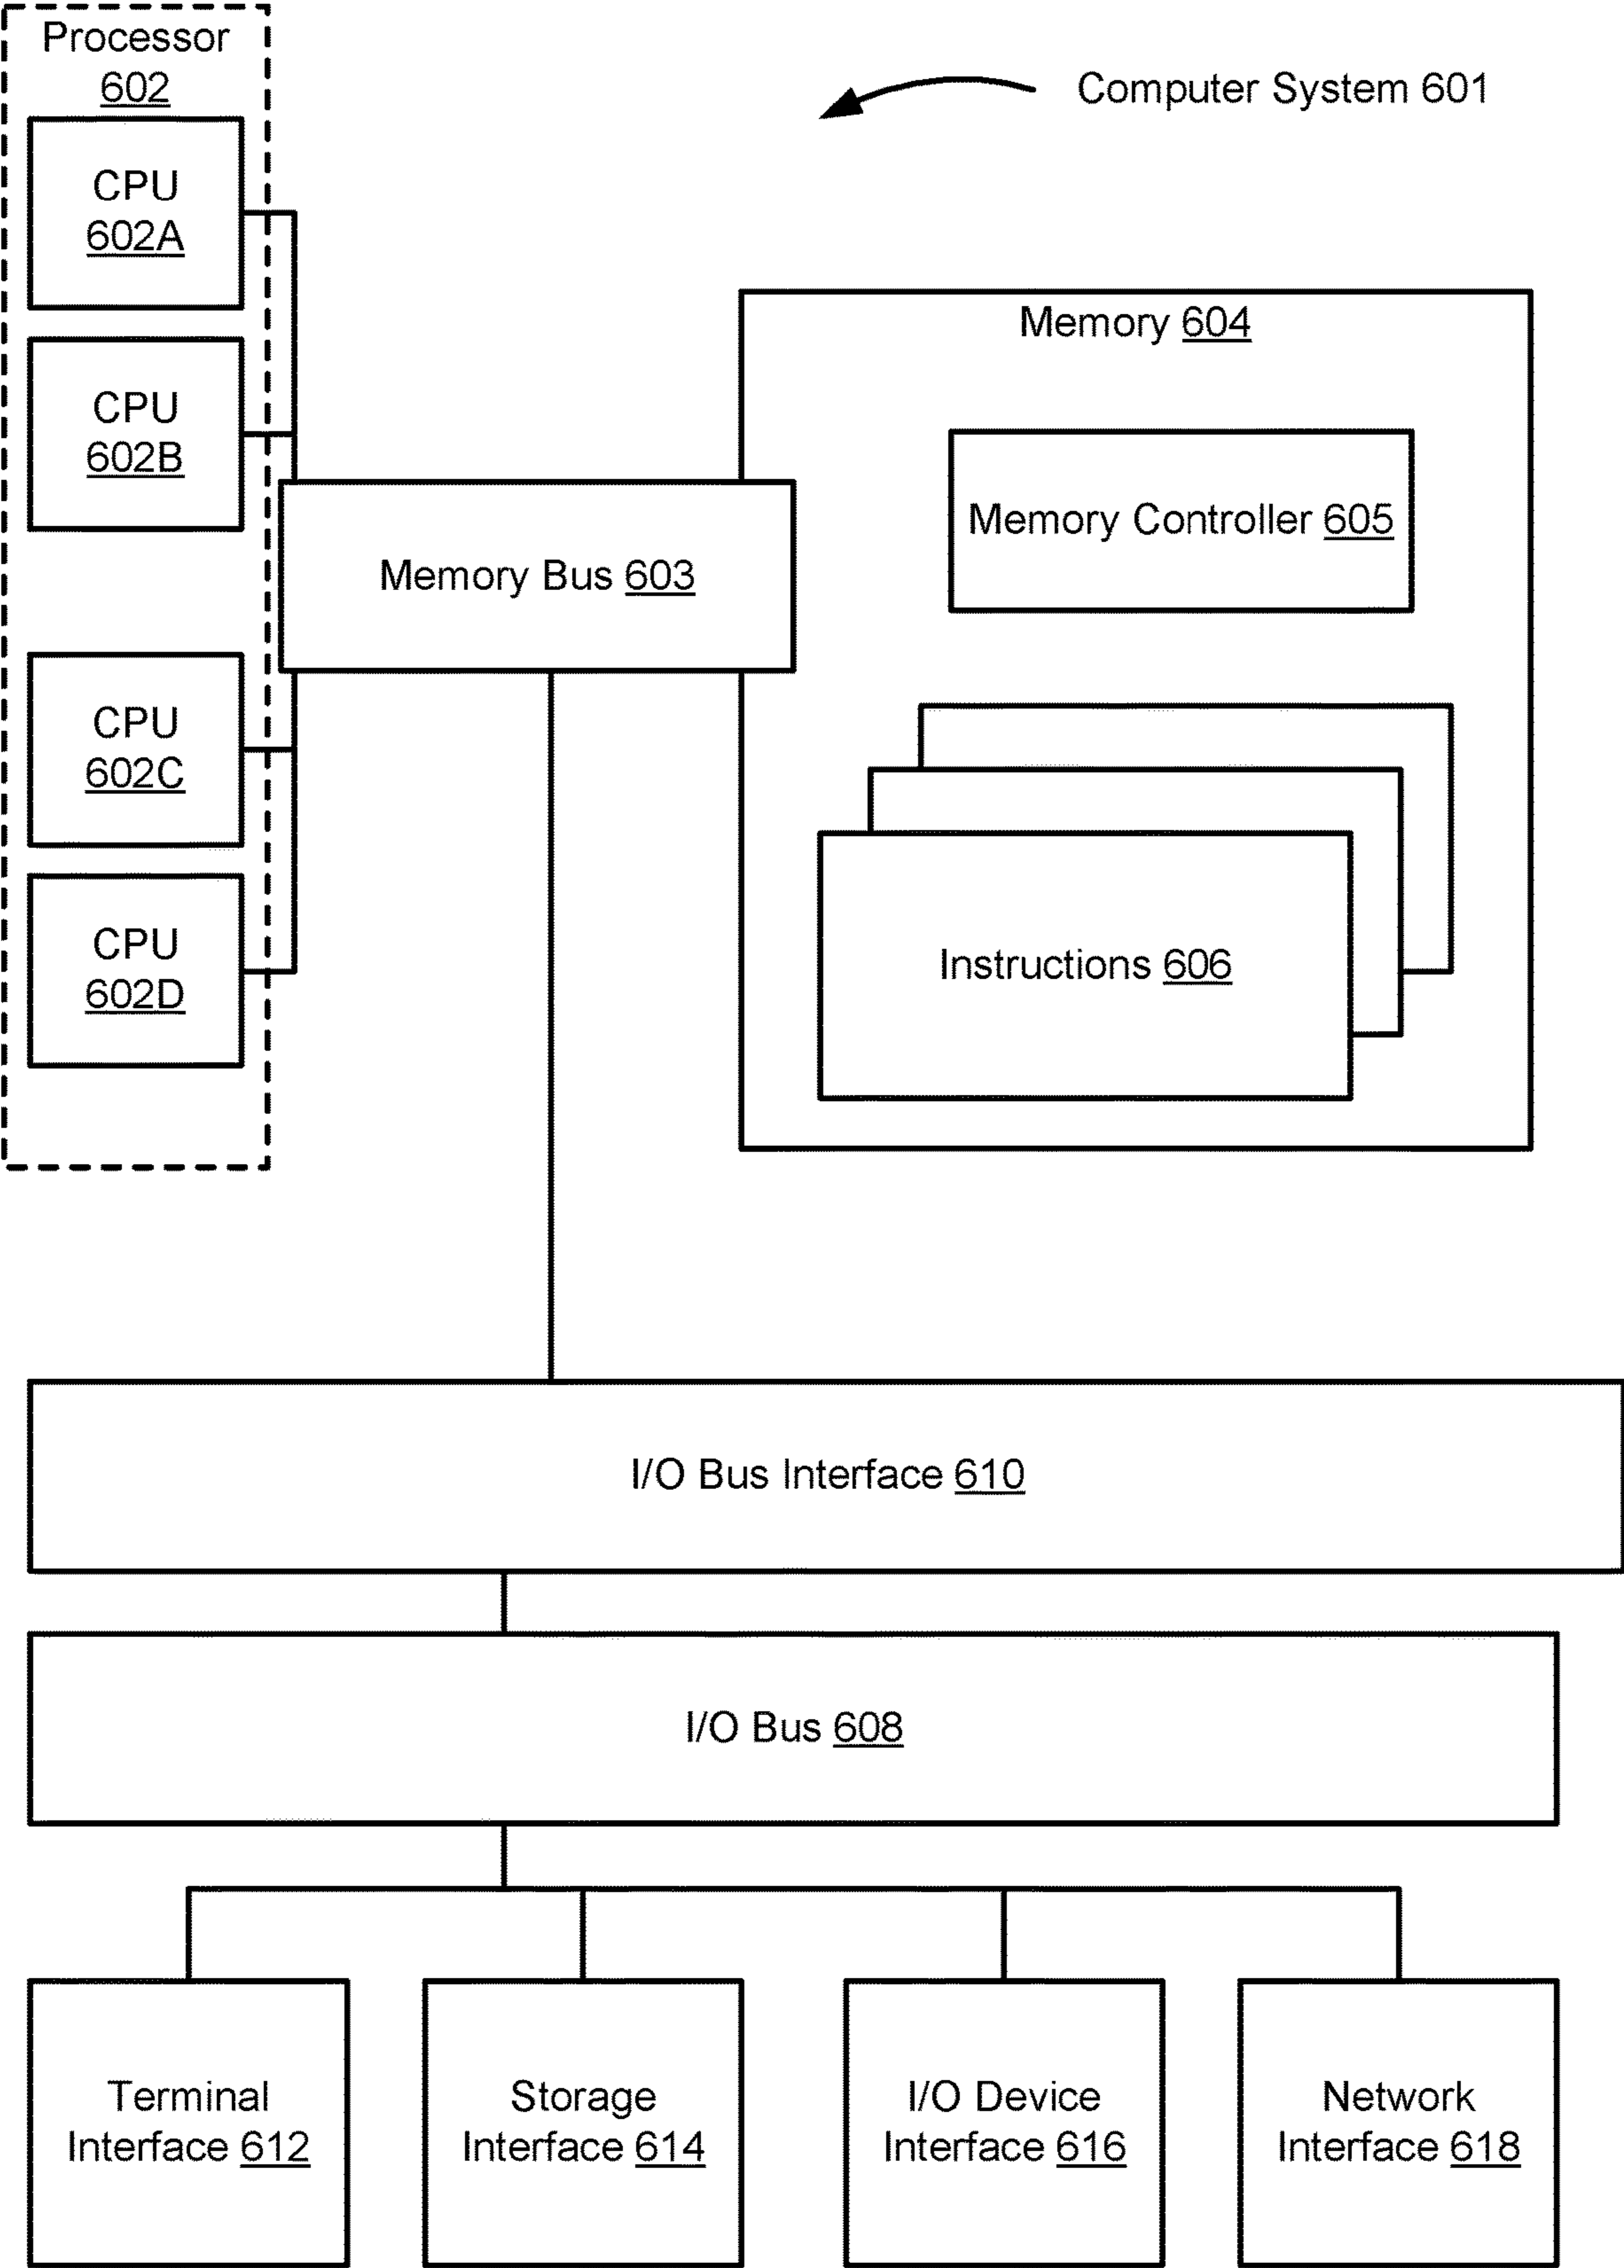 Processor
602
Computer System 601
CPU
602A
CPU
602B
Memory 604
Memory Controller 605
Memory Bus 603
CPU
602C
CPU
602D
Instructions 606
I/O Bus Interface 610
I/O Bus 608
Terminal
Interface 612
Storage
Interface 614
I/O Device
Interface 616
Network
Interface 618